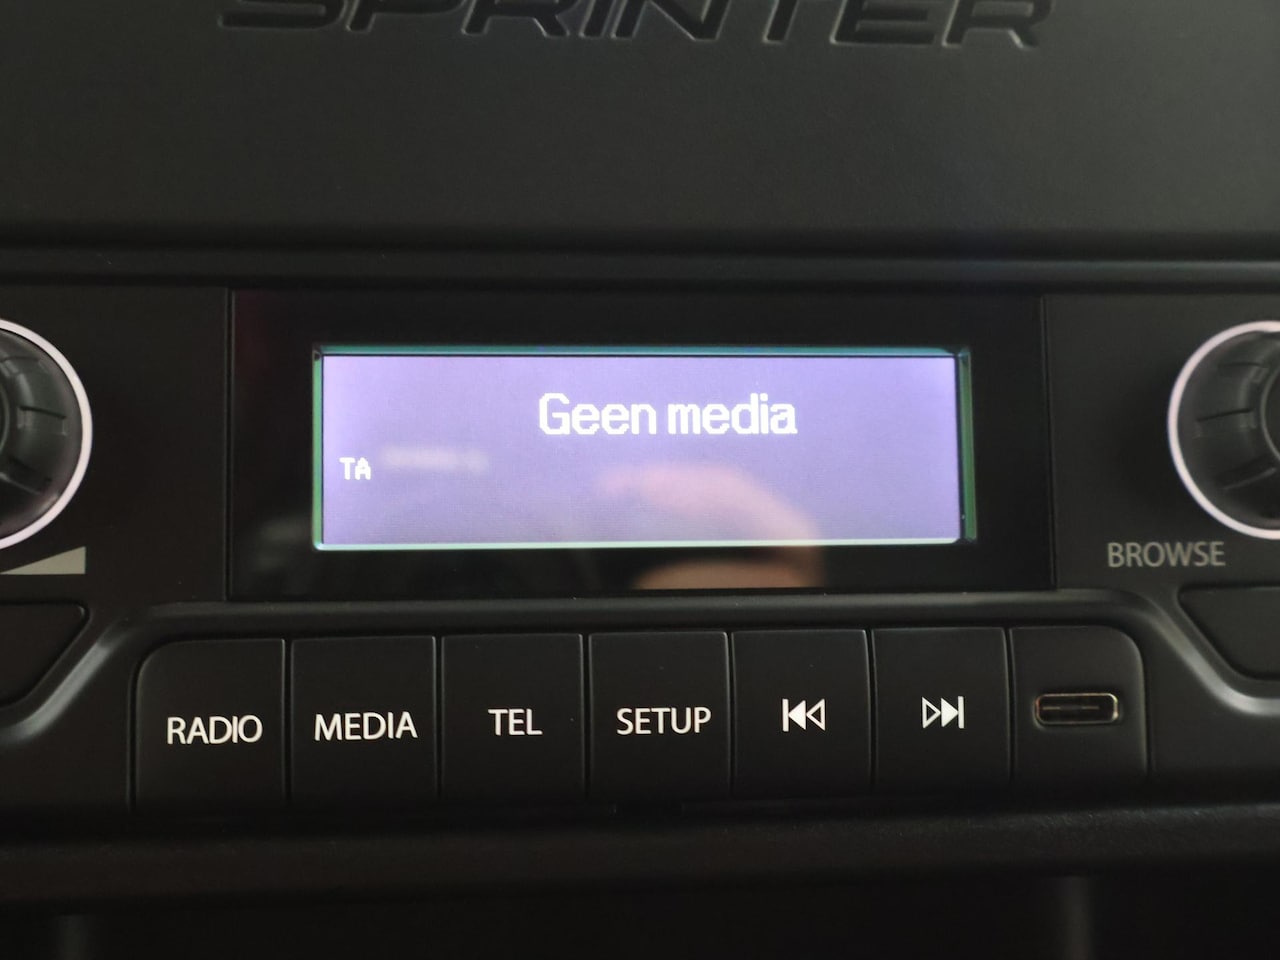 SPRINTER
Geen media
TA
BROWSE
RADIO MEDIA TEL SETUP